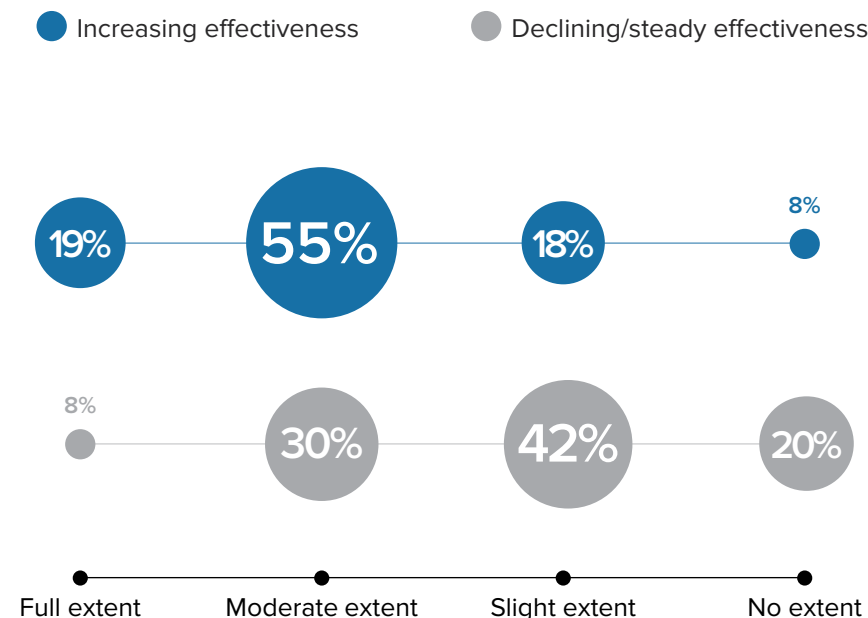 Increasing effectiveness Declining/steady effectiveness
8%
19% 55% 18%
8%
30% 42% 20%
Full extent Moderate extent Slight extent No extent